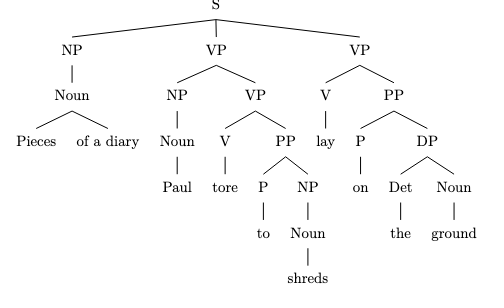 S
NP VP VP
Noun NP VP V PP
Pieces of a diary Noun V PP lay P DP
Paul tore P NP on Det Noun
to Noun the ground
shreds